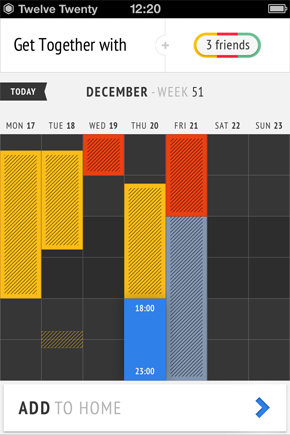 Twelve Twenty 12:20
Get Together with + 3 friends
TODAY DECEMBER - WEEK 51
MON 17 TUE 18 WED 19 THU 20 FRI 21 SAT 22 SUN 23
18:00
23:00
ADD TO HOME